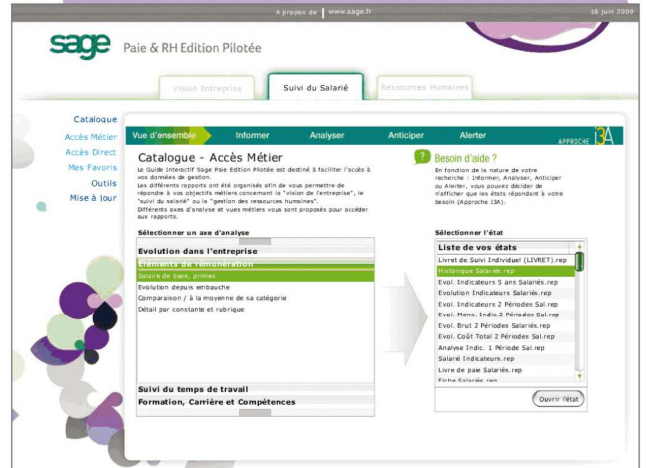 A propos de | www.sage.fr
16 juin 2009
sage Paie & RH Edition Pilotée
Vision Entreprise
Suivi du Salarié
Ressources Humaines
Catalogue
Accès Métier
Accès Direct
Mes Favoris
Outils
Mise à jour
Vue d'ensemble Informer Analyser Anticiper Alerter
APPROCHE I3A
Catalogue - Accès Métier
Le Guide Interactif Sage Paie Edition Pilotée est destiné à faciliter l'accès à
vos données de gestion.
Les différents rapports ont été organisés afin de vous permettre de
répondre à vos objectifs métiers concernant la "vision de l'entreprise", le
"suivi du salarié" ou la "gestion des ressources humaines".
Différents axes d'analyse et vues métiers vous sont proposés pour accéder
aux rapports.
? Besoin d'aide ?
En fonction de la nature de votre
recherche : Informer, Analyser, Anticiper
ou Alerter, vous pouvez décider de
n'afficher que les états répondant à votre
besoin (Approche I3A).
Sélectionner un axe d'analyse
Evolution dans l'entreprise
Eléments de rémunération
Salaire de base, primes
Evolution depuis embauche
Comparaison / à la moyenne de sa catégorie
Détail par constante et rubrique
Suivi du temps de travail
Formation, Carrière et Compétences
Sélectionner l'état
Liste de vos états
Livret de Suivi Individuel (LIVRET).rep
Historique Salariés.rep
Evol. Indicateurs 5 ans Salariés.rep
Evolution Indicateurs Salariés.rep
Evol. Indicateurs 2 Périodes Sal.rep
Evol. Mens. Indic.2 Périodes Sal.rep
Evol. Brut 2 Périodes Salariés.rep
Evol. Coût Total 2 Périodes Sal.rep
Analyse Indic. 1 Période Sal.rep
Salarié Indicateurs.rep
Livre de paie Salariés.rep
Fiche Salariés.rep
Ouvrir l'état